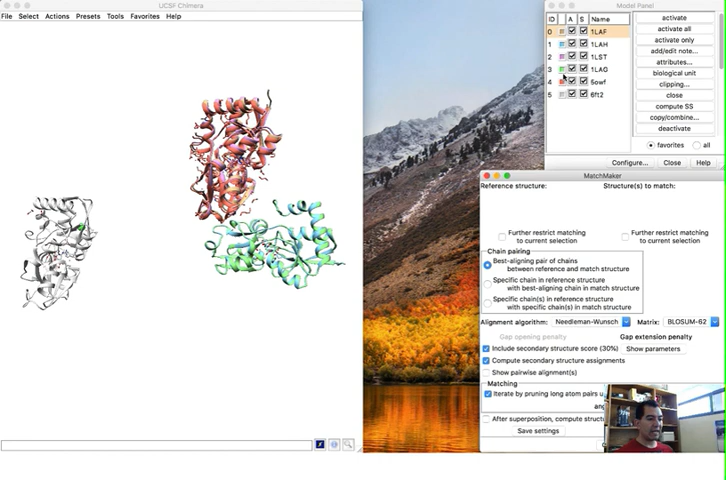 UCSF Chimera
File Select Actions Presets Tools Favorites Help
Model Panel
ID A S Name
0 1LAF
1 1LAH
2 1LST
3 1LAG
4 5owf
5 6ft2
activate
activate all
activate only
add/edit note...
attributes...
biological unit
clipping...
close
compute SS
copy/combine...
deactivate
favorites all
Configure... Close Help
MatchMaker
Reference structure: Structure(s) to match:
Further restrict matching
to current selection
Further restrict matching
to current selection
Chain pairing
Best-aligning pair of chains
between reference and match structure
Specific chain in reference structure
with best-aligning chain in match structure
Specific chain(s) in reference structure
with specific chain(s) in match structure
Alignment algorithm: Needleman-Wunsch Matrix: BLOSUM-62
Gap opening penalty Gap extension penalty
Include secondary structure score (30%) Show parameters
Compute secondary structure assignments
Show pairwise alignment(s)
Matching
Iterate by pruning long atom pairs
After superposition, compute
Save settings